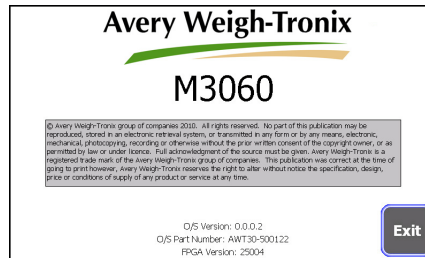 Avery Weigh-Tronix
M3060
© Avery Weigh-Tronix group of companies 2010. All rights reserved. No part of this publication may be
reproduced, stored in an electronic retrieval system, or transmitted in any form or by any means, electronic,
mechanical, photocopying, recording or otherwise without the prior written consent of the copyright owner, or as
permitted by law or under licence. Full acknowledgment of the source must be given. Avery Weigh-Tronix is a
registered trade mark of the Avery Weigh-Tronix group of companies. This publication was correct at the time of
going to print however, Avery Weigh-Tronix reserves the right to alter without notice the specification, design,
price or conditions of supply of any product or service at any time.
O/S Version: 0.0.0.2
O/S Part Number: AWT30-500122
Exit
FPGA Version: 25004